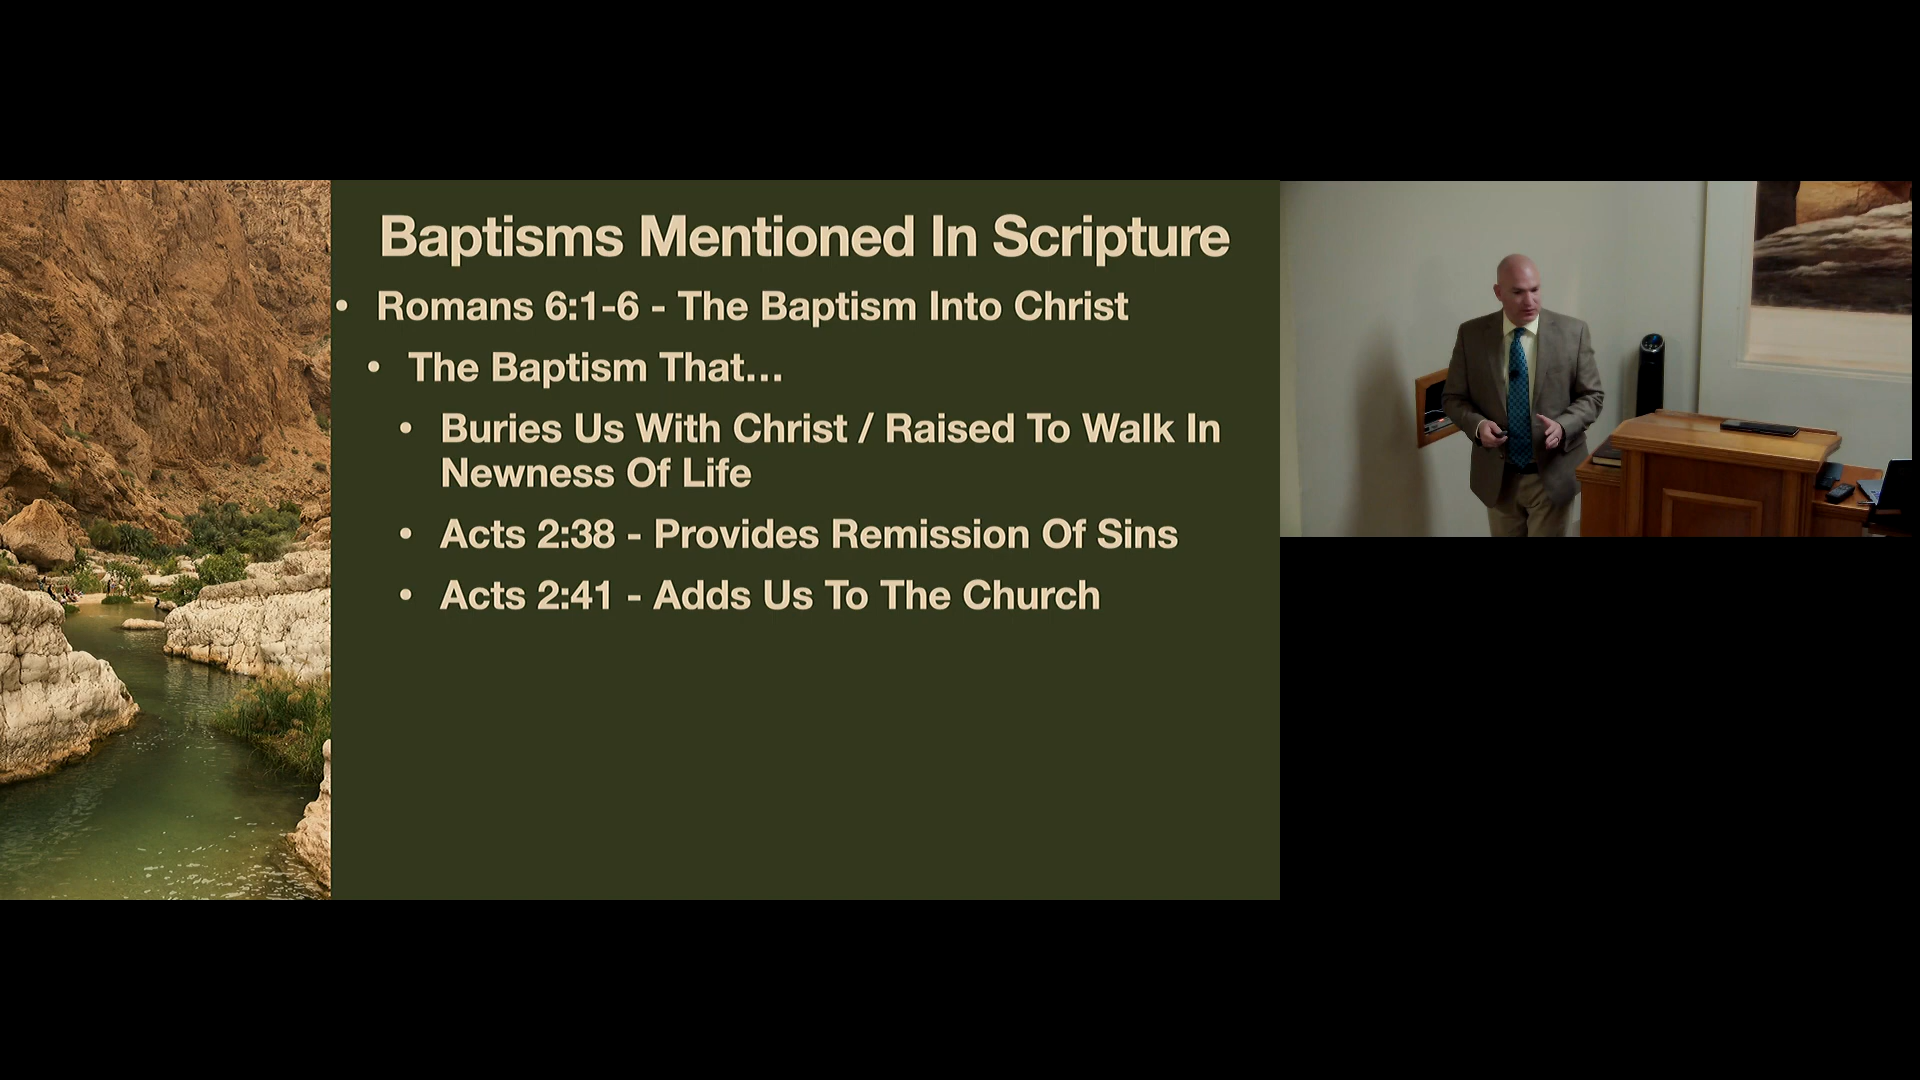 Baptisms Mentioned In Scripture
• Romans 6:1-6 - The Baptism Into Christ
• The Baptism That...
• Buries Us With Christ / Raised To Walk In
Newness Of Life
• Acts 2:38 - Provides Remission Of Sins
• Acts 2:41 - Adds Us To The Church